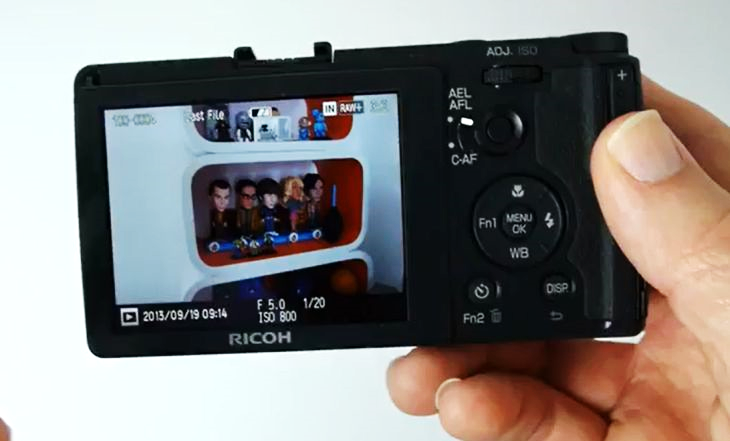 ADJ. ISO
Last File
IN RAW+
+
AEL
AFL
C-AF
Fn1
MENU
OK
WB
2013/09/19 09:14
F 5.0 1/20
ISO 800
DISP.
Fn2
RICOH